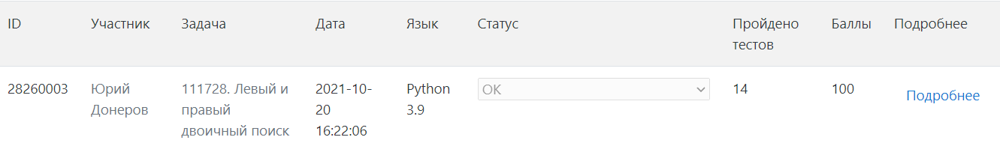 ID Участник Задача Дата Язык Статус Пройдено Баллы Подробнее
тестов
28260003 Юрий 111728. Левый и 2021-10- Python OK 14 100 Подробнее
Донеров правый 20 3.9
двоичный поиск 16:22:06